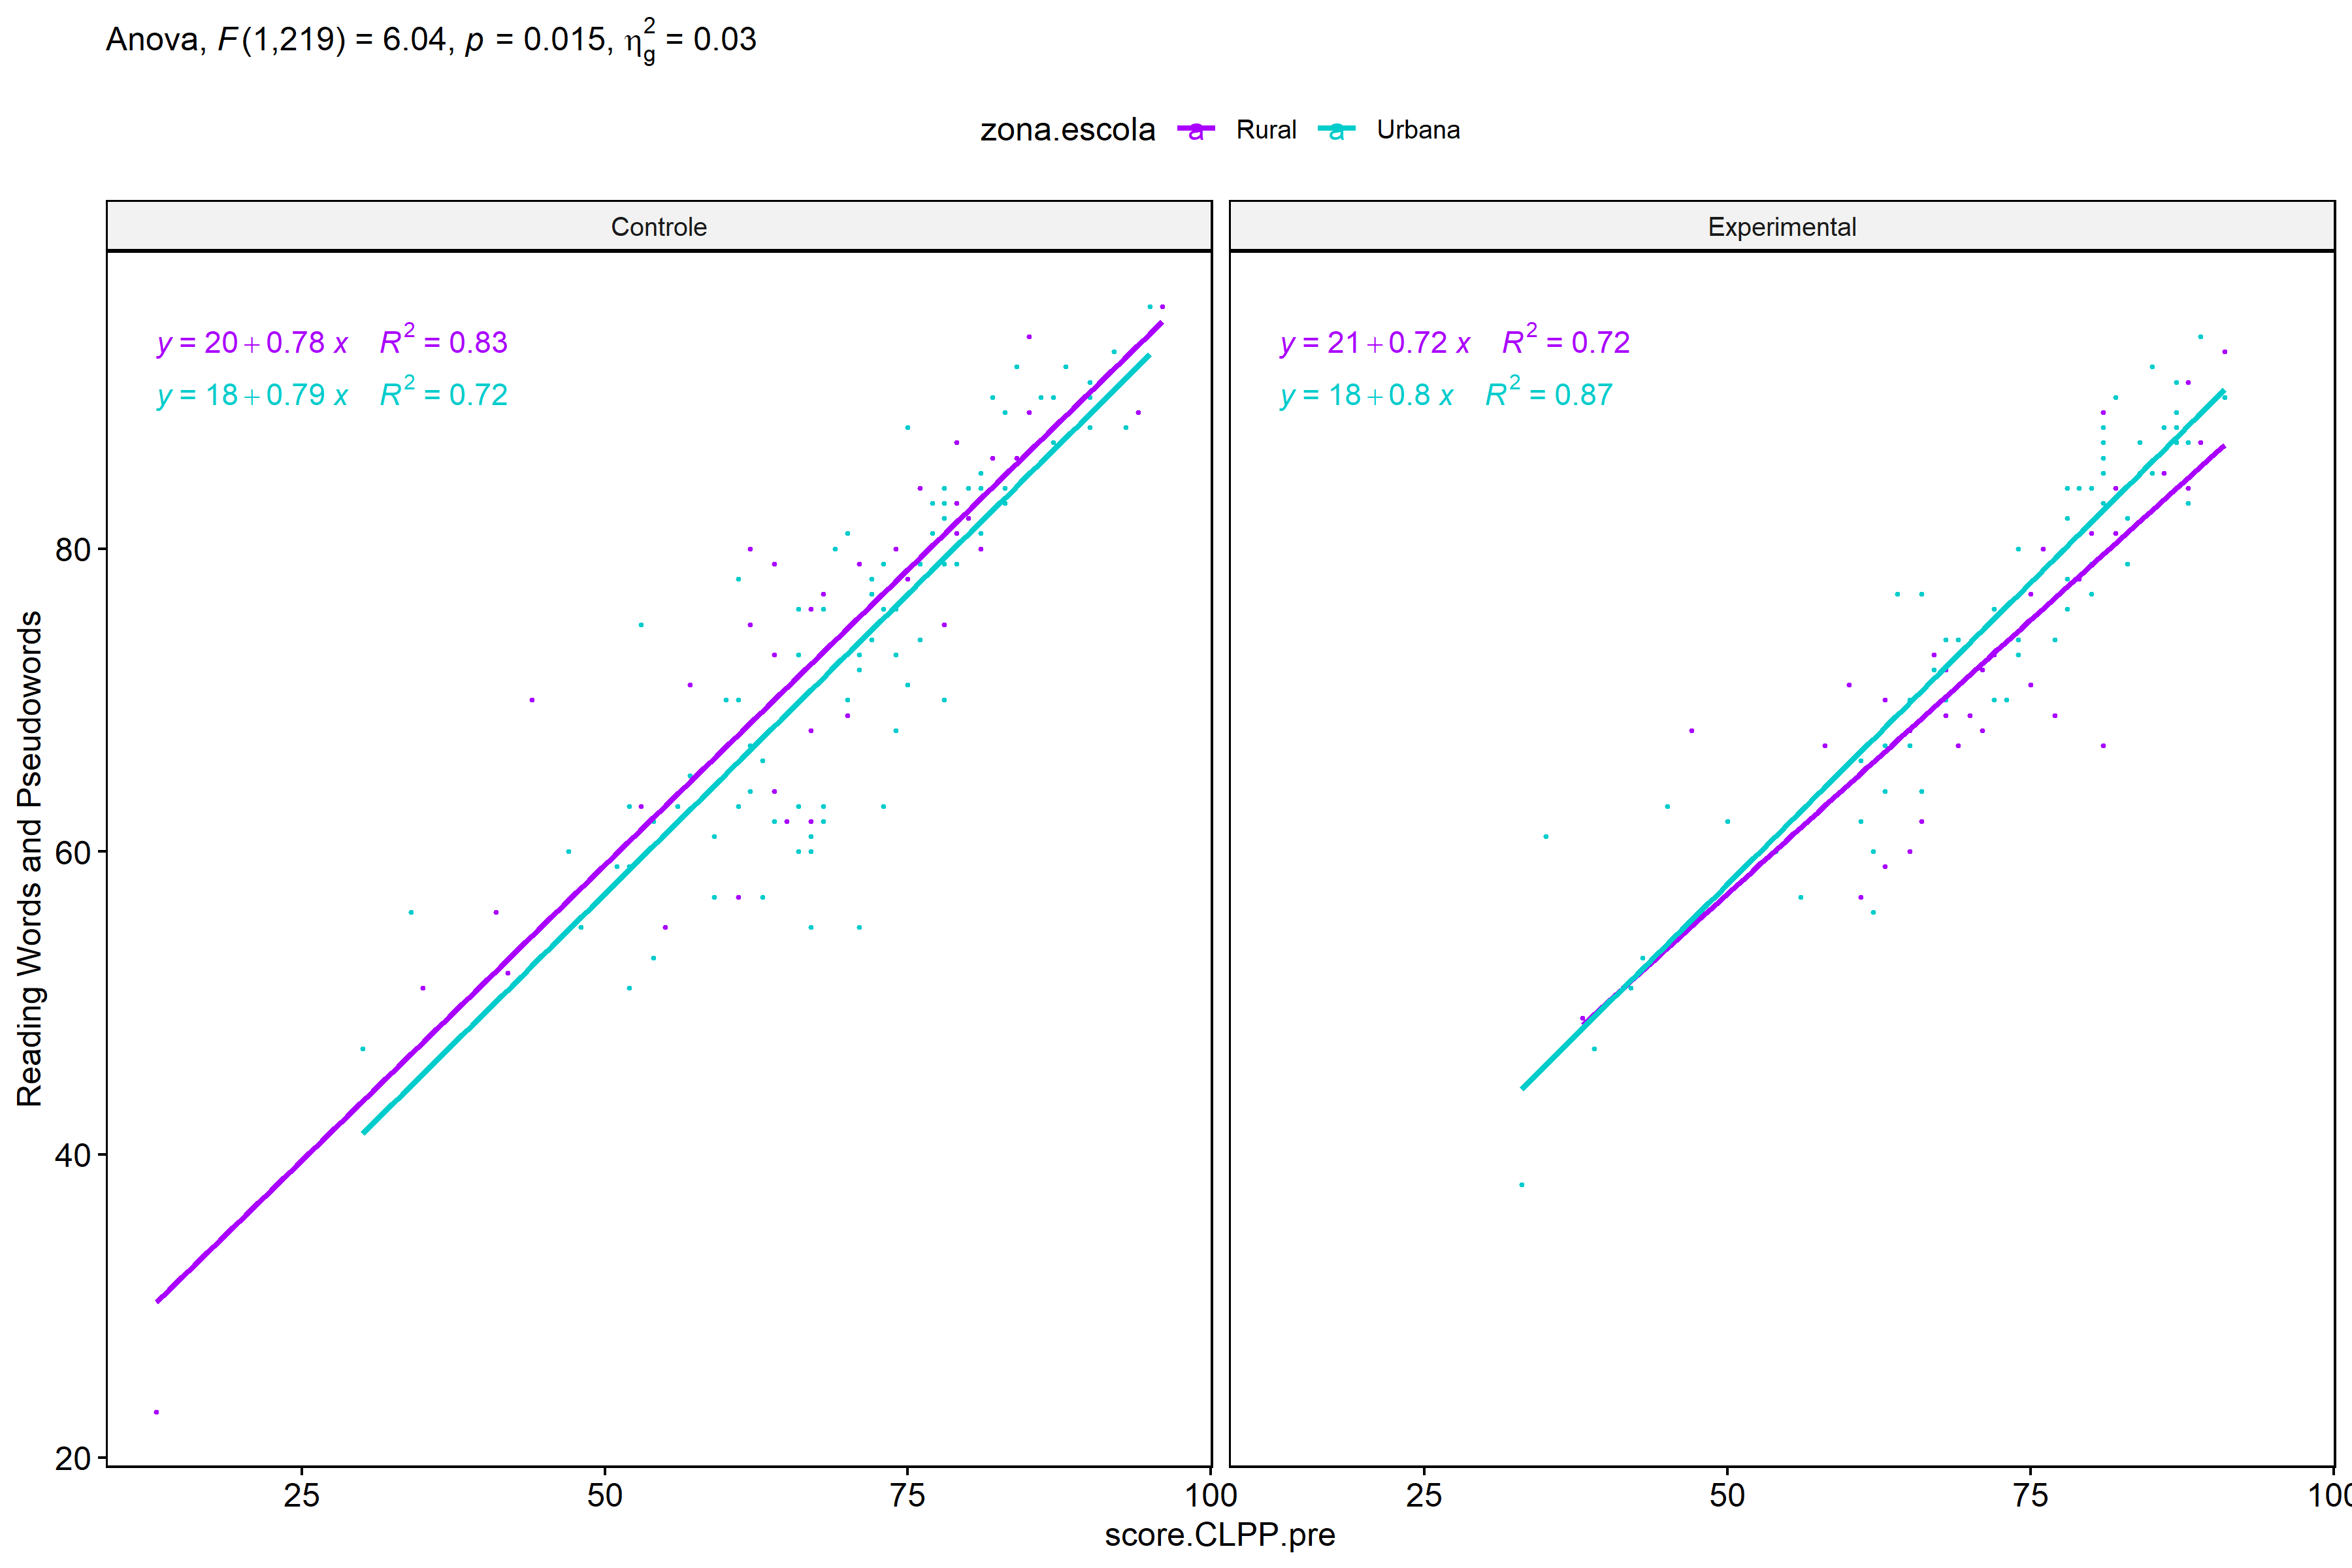 Anova, F(1,219) = 6.04, p = 0.015, η²g = 0.03
zona.escola a Rural a Urbana
Controle
Experimental
y = 20 + 0.78 x R² = 0.83
y = 18 + 0.79 x R² = 0.72
y = 21 + 0.72 x R² = 0.72
y = 18 + 0.8 x R² = 0.87
Reading Words and Pseudowords
80
60
40
20
25 50 75 100
25 50 75 100
score.CLPP.pre